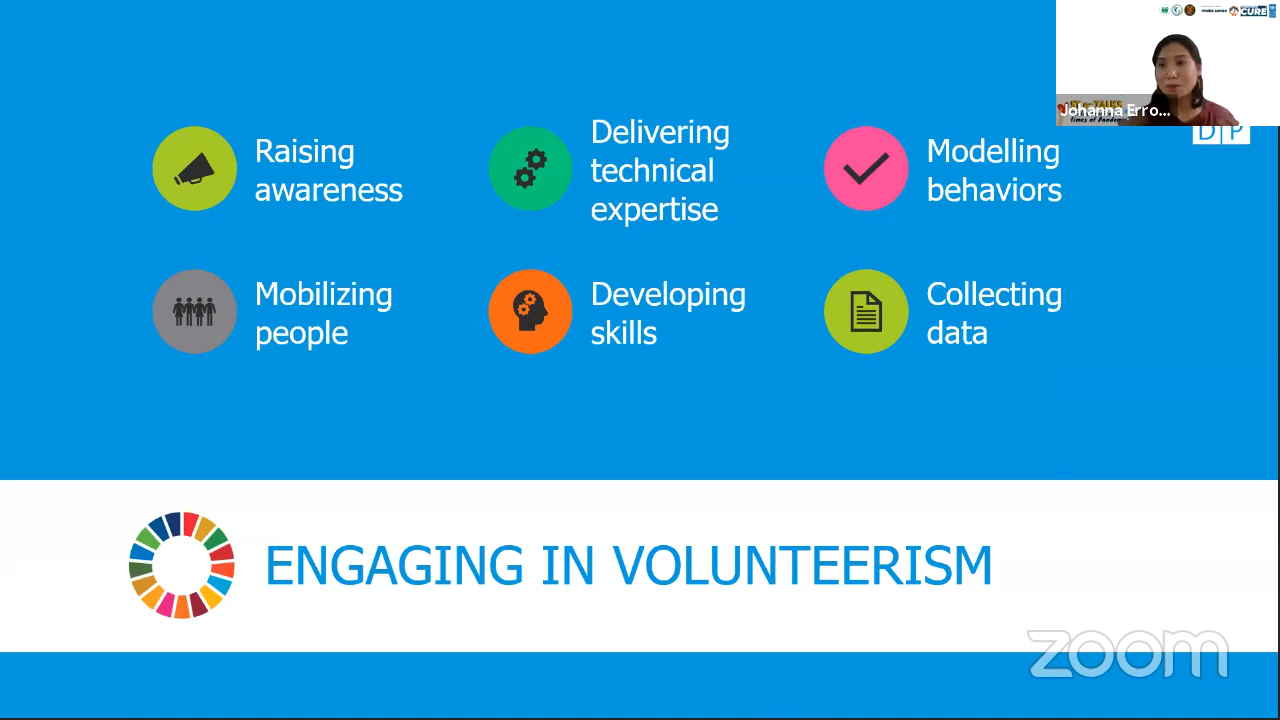 CURE
Johanna Erro...
D P
Raising
awareness
Delivering
technical
expertise
Modelling
behaviors
Mobilizing
people
Developing
skills
Collecting
data
ENGAGING IN VOLUNTEERISM
zoom